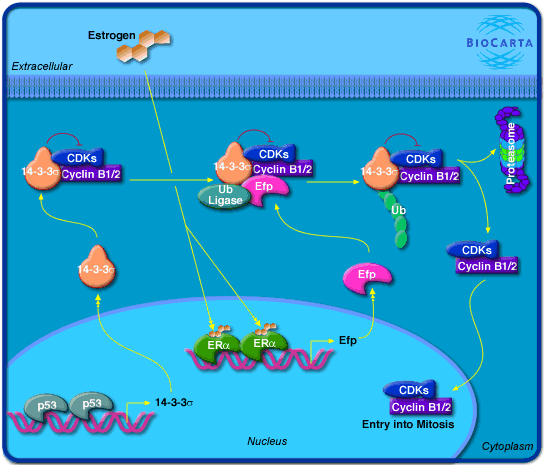 Estrogen
BIOCARTA
Extracellular
14-3-3σ
CDKs
Cyclin B1/2
14-3-3σ
CDKs
Cyclin B1/2
Ub
Ligase
Efp
14-3-3σ
CDKs
Cyclin B1/2
Ub
Proteasome
CDKs
Cyclin B1/2
14-3-3σ
Efp
ERα
ERα
Efp
p53
p53
14-3-3σ
CDKs
Cyclin B1/2
Entry into Mitosis
Nucleus
Cytoplasm